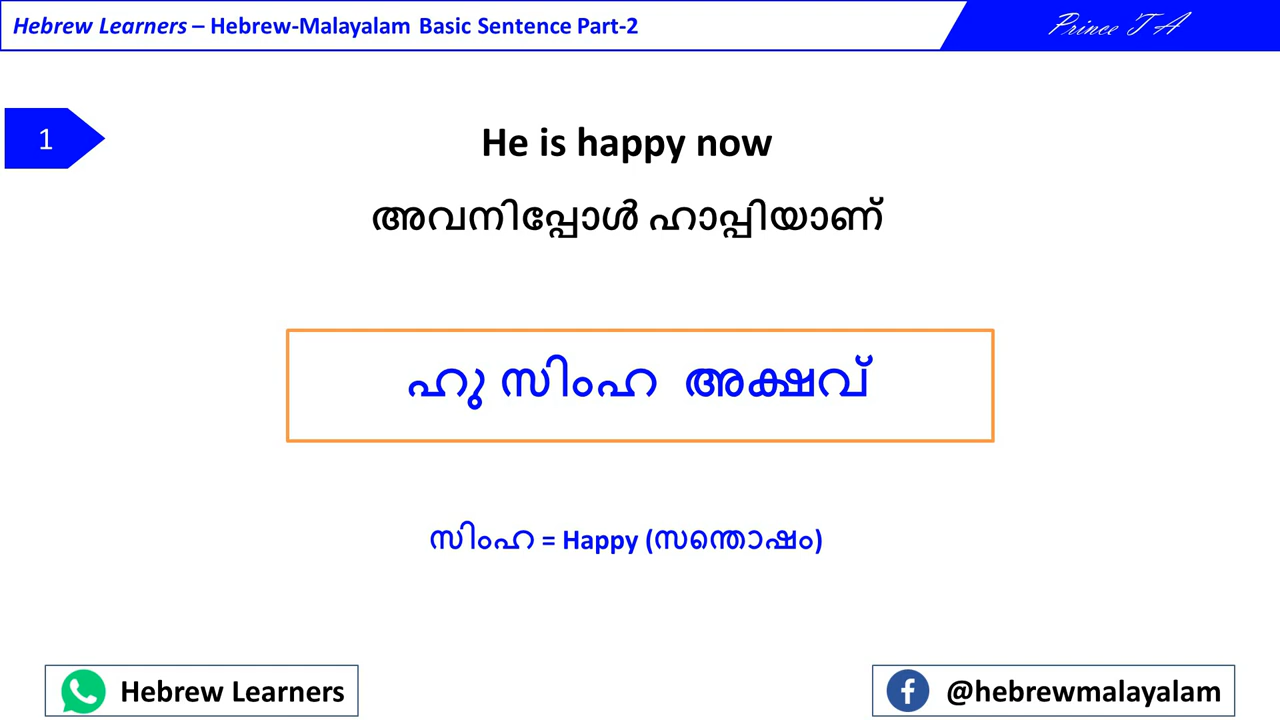 Hebrew Learners – Hebrew-Malayalam Basic Sentence Part-2
Prince T A
1
He is happy now
അവനിപ്പോൾ ഹാപ്പിയാണ്
ഹു സിംഹ അക്ഷവ്
സിംഹ = Happy (സന്തോഷം)
Hebrew Learners
@hebrewmalayalam